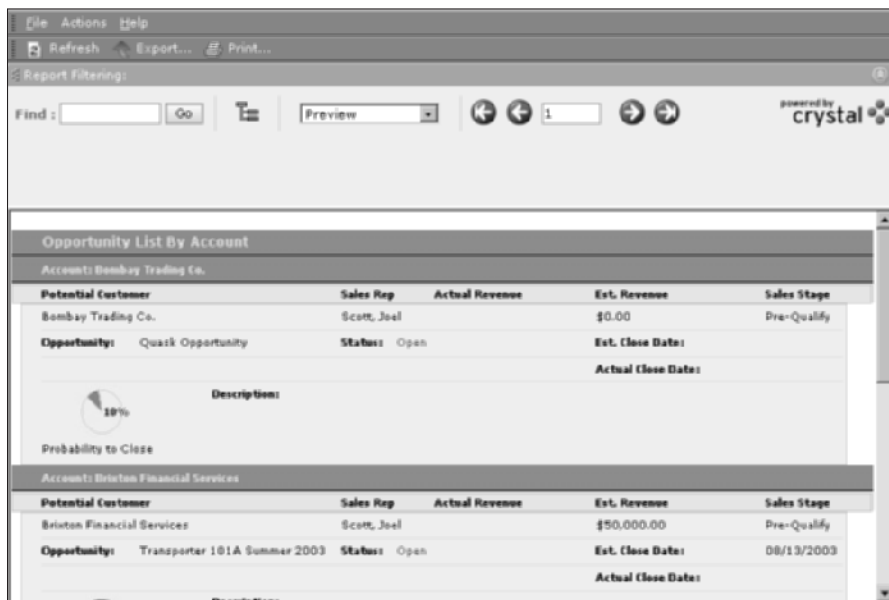 File Actions Help
Refresh Export... Print...
Report Filtering:
Find : Go Preview 1 powered by crystal
Opportunity List By Account
Account: Bombay Trading Co.
Potential Customer Sales Rep Actual Revenue Est. Revenue Sales Stage
Bombay Trading Co. Scott, Joel $0.00 Pre-Qualify
Opportunity: Quask Opportunity Status: Open Est. Close Date:
Actual Close Date:
Description:
10%
Probability to Close
Account: Brixton Financial Services
Potential Customer Sales Rep Actual Revenue Est. Revenue Sales Stage
Brixton Financial Services Scott, Joel $50,000.00 Pre-Qualify
Opportunity: Transporter 101A Summer 2003 Status: Open Est. Close Date: 08/13/2003
Actual Close Date: